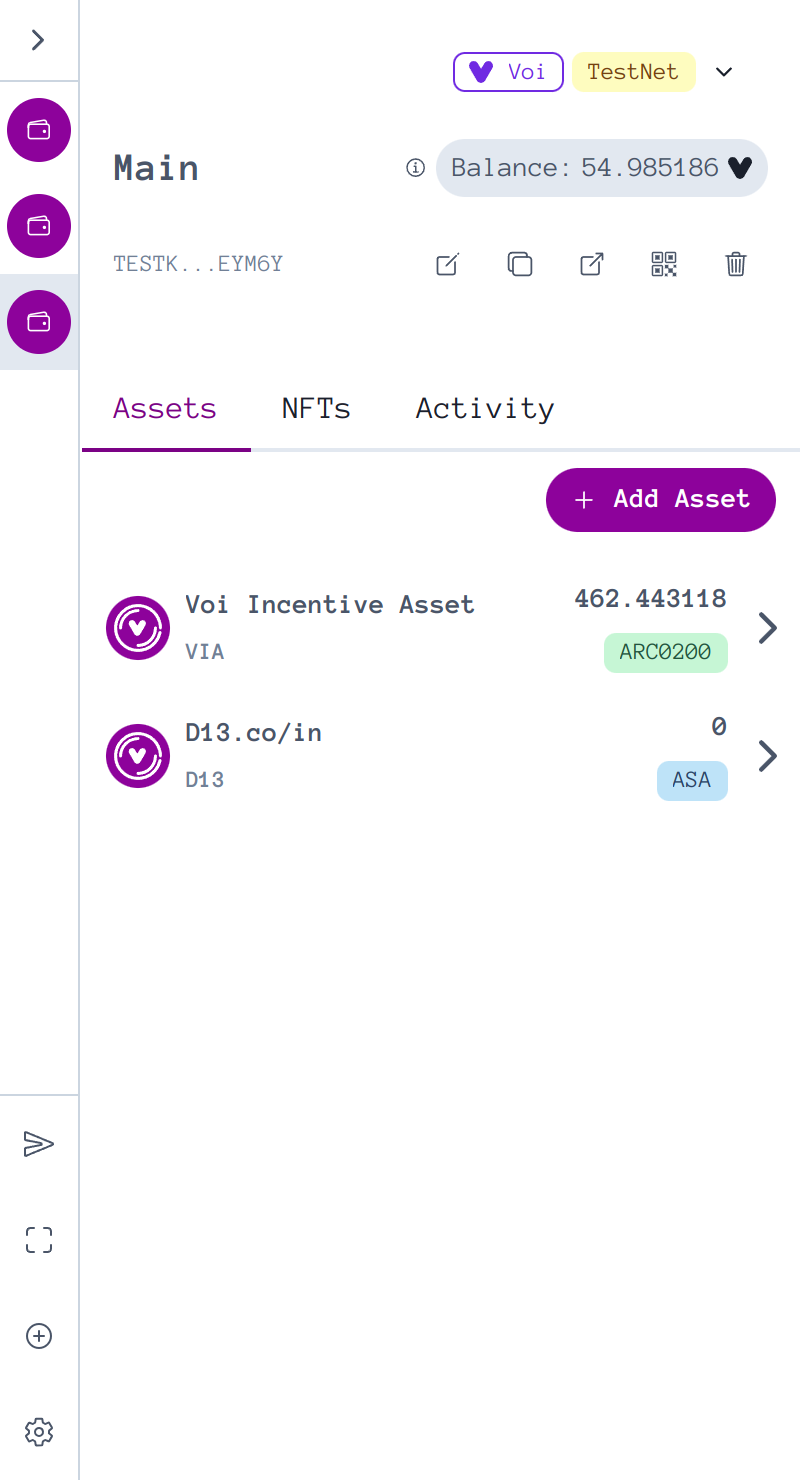 Voi TestNet
Main
Balance: 54.985186
TESTK...EYM6Y
Assets NFTs Activity
+ Add Asset
Voi Incentive Asset 462.443118
VIA ARC0200
D13.co/in 0
D13 ASA